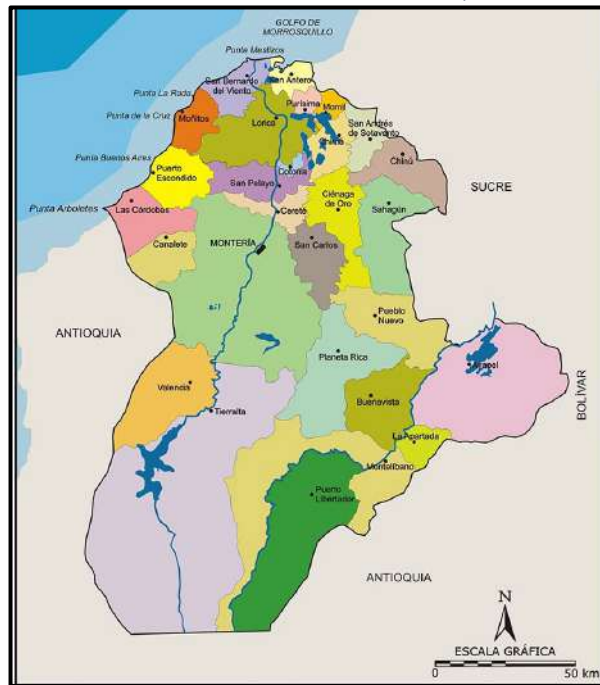 GOLFO DE
MORROSQUILLO
Punta Mestizos
San Bernardo
del Viento
San Antero
Punta La Rada
Moñitos
Purísima
Momil
Punta de la Cruz
Lorica
San Andrés
de Sotavento
Chimá
Chinú
Punta Buenos Aires
Puerto
Escondido
Cotorra
San Pelayo
SUCRE
Punta Arboletes
Las Córdobas
Cereté
Ciénaga
de Oro
Sahagún
Canalete
MONTERÍA
San Carlos
ANTIOQUIA
Pueblo
Nuevo
Planeta Rica
Ayapel
BOLÍVAR
Valencia
Buenavista
Tierralta
La Apartada
Montelíbano
Puerto
Libertador
ANTIOQUIA
N
ESCALA GRÁFICA
0 50 km